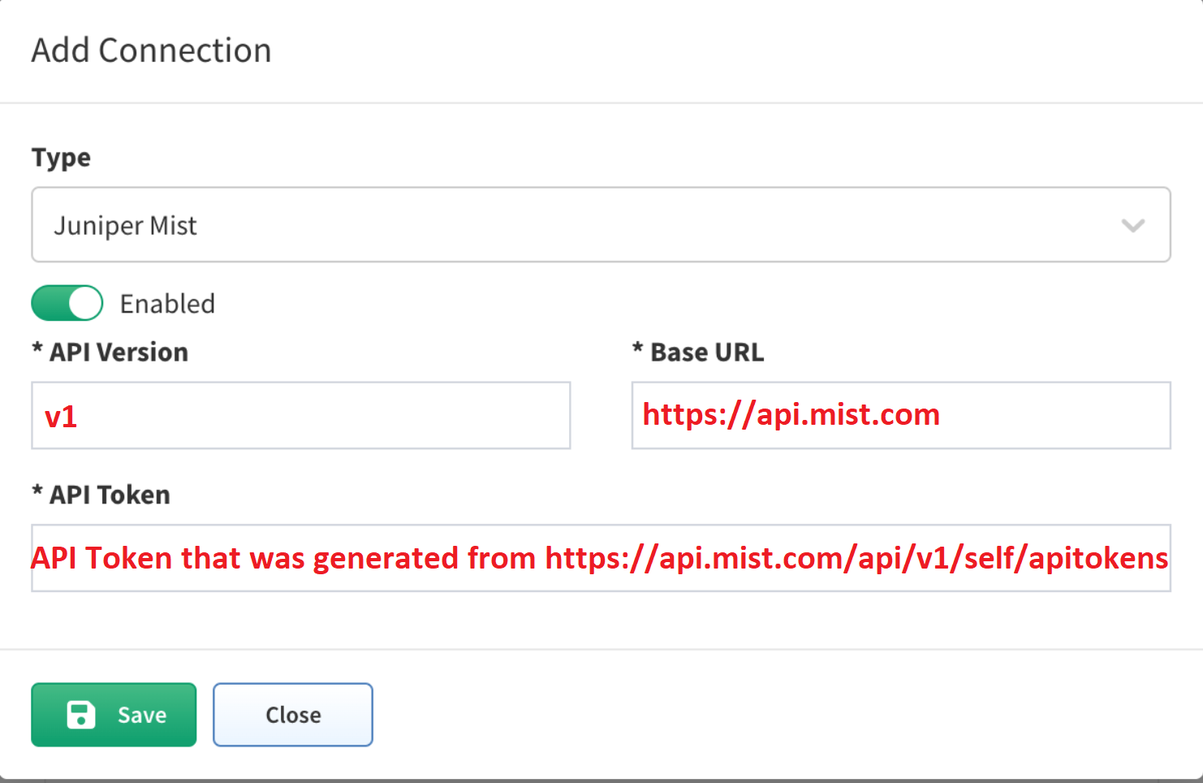 Add Connection
Type
Juniper Mist
Enabled
* API Version
* Base URL
v1
https://api.mist.com
* API Token
API Token that was generated from https://api.mist.com/api/v1/self/apitokens
Save
Close